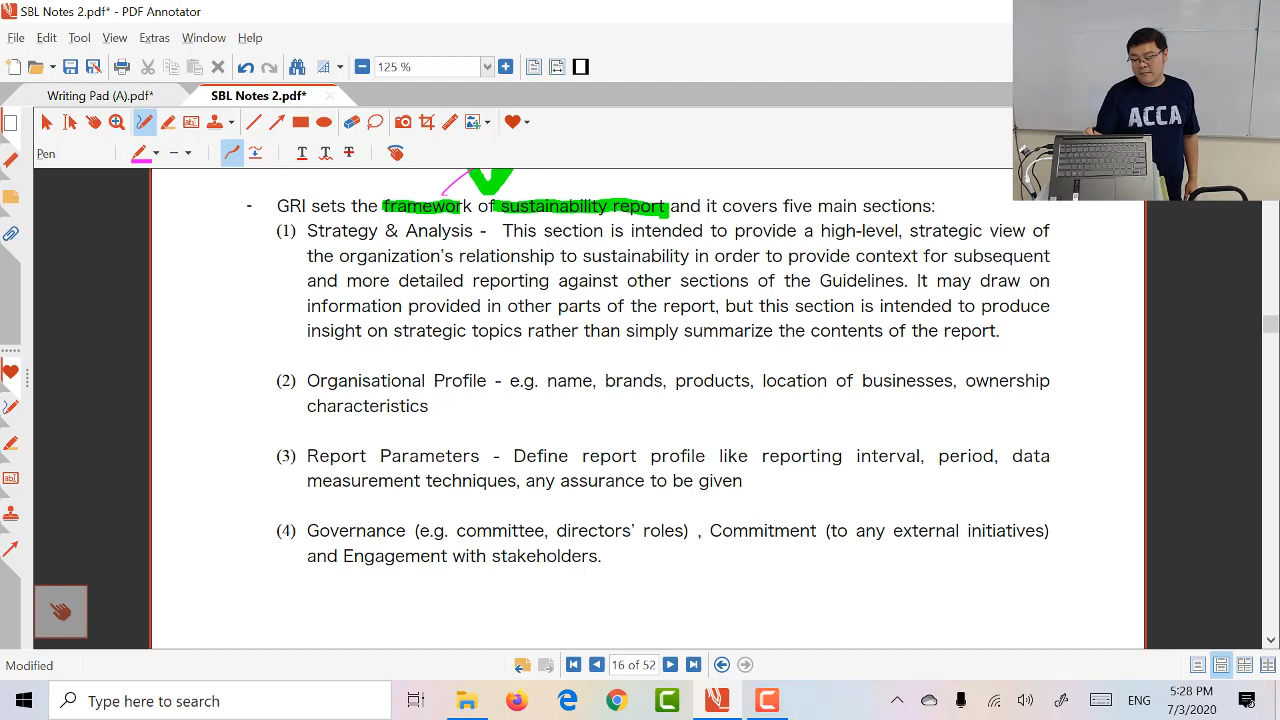 SBL Notes 2.pdf* - PDF Annotator
File Edit Tool View Extras Window Help
125 %
Writing Pad (A).pdf* SBL Notes 2.pdf*
Pen
ACCA
- GRI sets the framework of sustainability report and it covers five main sections:
(1) Strategy & Analysis - This section is intended to provide a high-level, strategic view of
the organization's relationship to sustainability in order to provide context for subsequent
and more detailed reporting against other sections of the Guidelines. It may draw on
information provided in other parts of the report, but this section is intended to produce
insight on strategic topics rather than simply summarize the contents of the report.
(2) Organisational Profile - e.g. name, brands, products, location of businesses, ownership
characteristics
(3) Report Parameters - Define report profile like reporting interval, period, data
measurement techniques, any assurance to be given
(4) Governance (e.g. committee, directors' roles) , Commitment (to any external initiatives)
and Engagement with stakeholders.
Modified
16 of 52
Type here to search
ENG
5:28 PM
7/3/2020